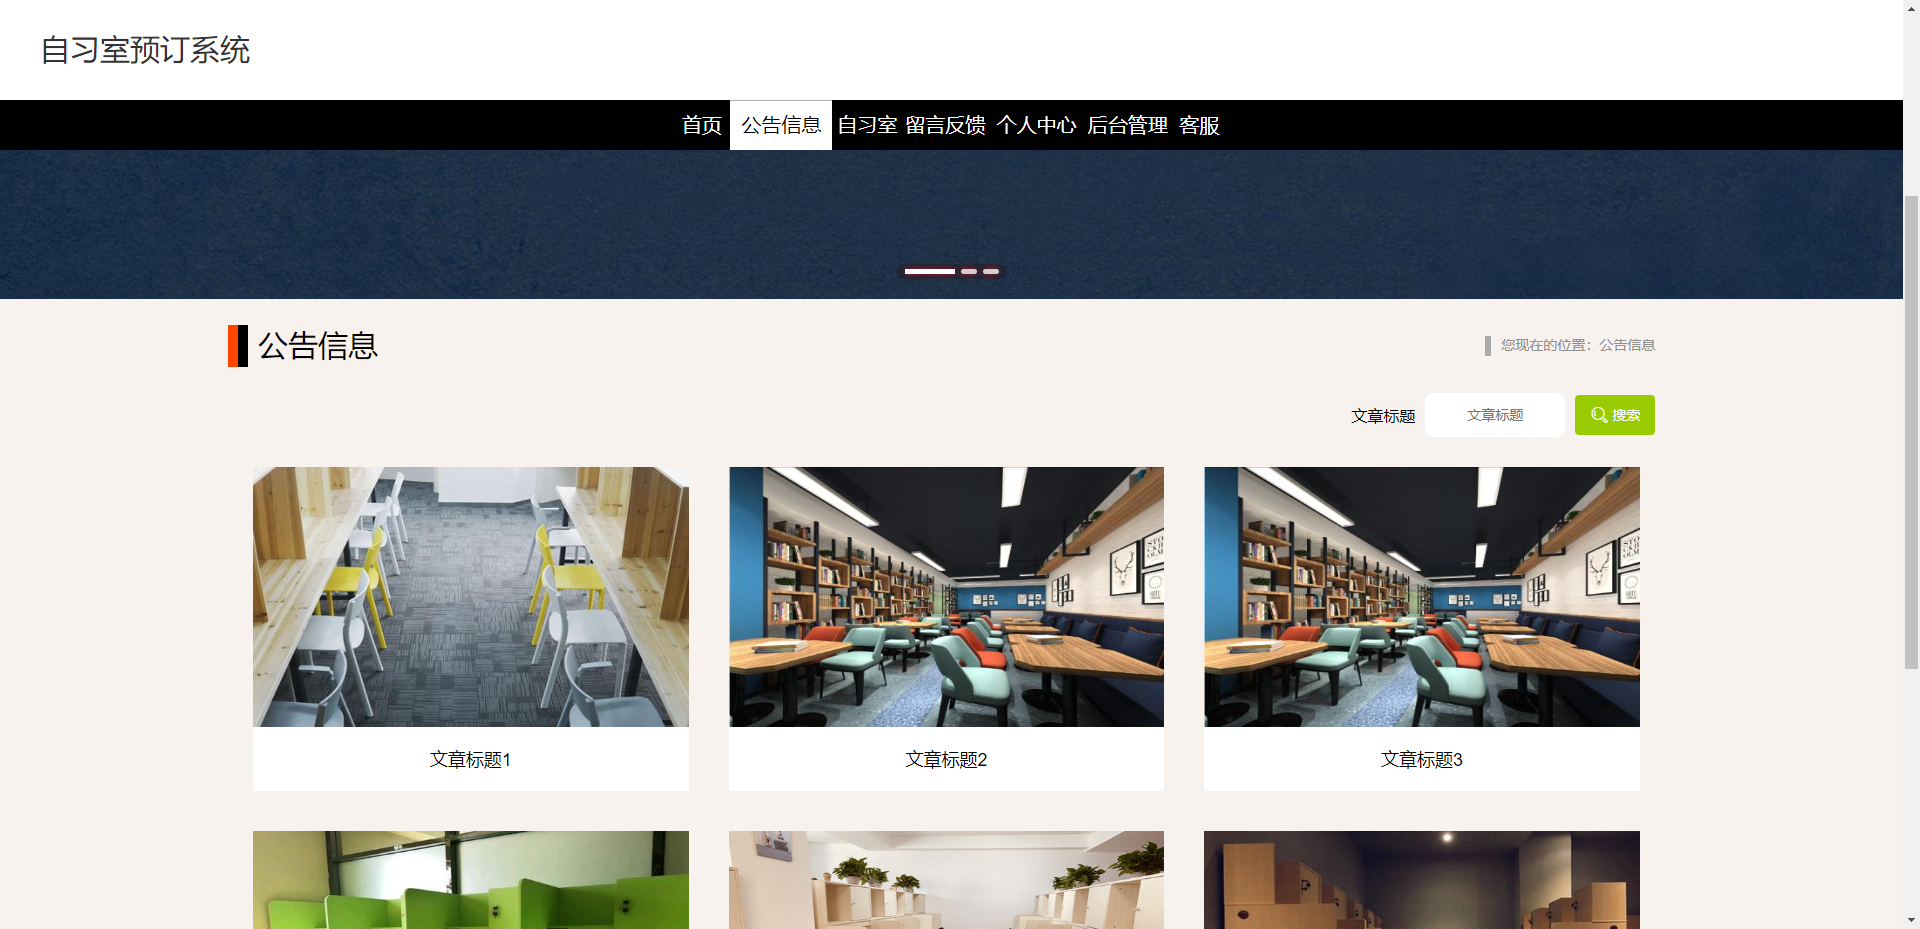 自习室预订系统
首页 公告信息 自习室 留言反馈 个人中心 后台管理 客服
公告信息
您现在的位置：公告信息
文章标题 文章标题 搜索
文章标题1
文章标题2
文章标题3